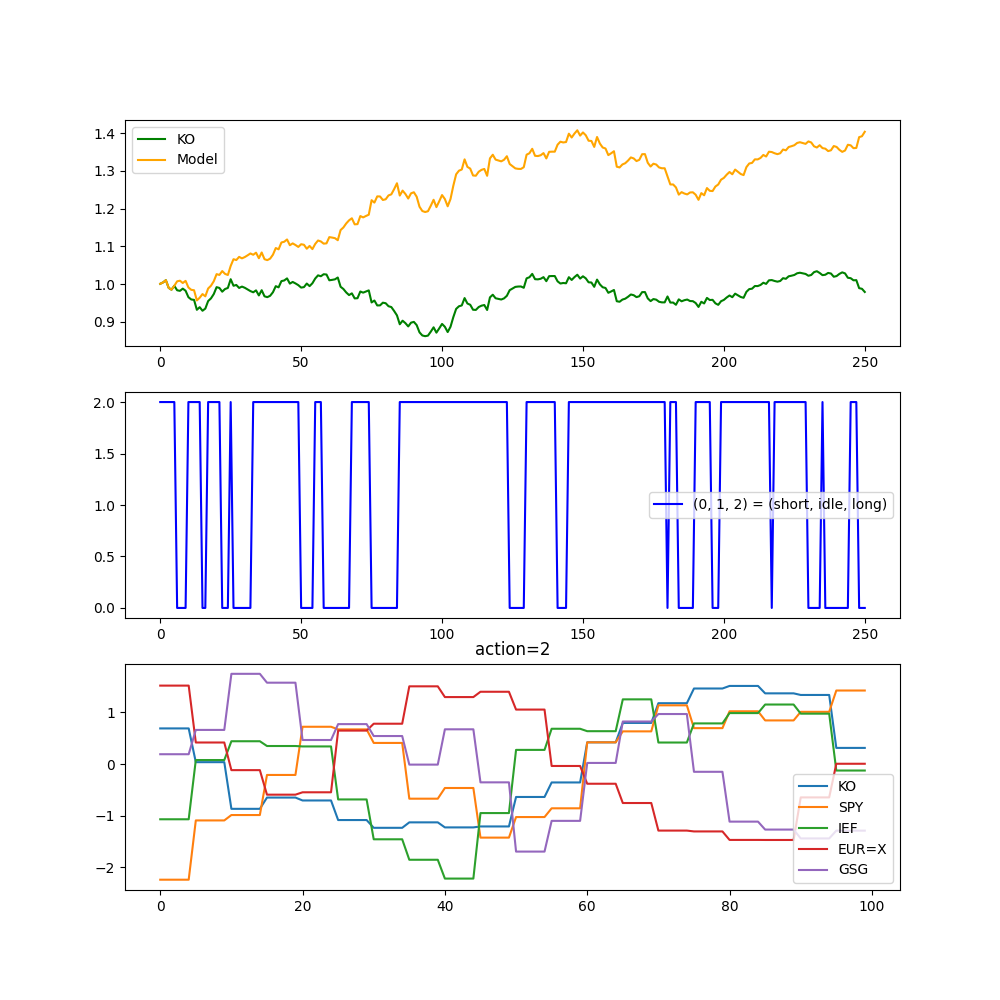 1.4
1.3
1.2
1.1
1.0
0.9
KO
Model
0 50 100 150 200 250
2.0
1.5
1.0
0.5
0.0
(0, 1, 2) = (short, idle, long)
0 50 100 150 200 250
action=2
1
0
−1
−2
KO
SPY
IEF
EUR=X
GSG
0 20 40 60 80 100